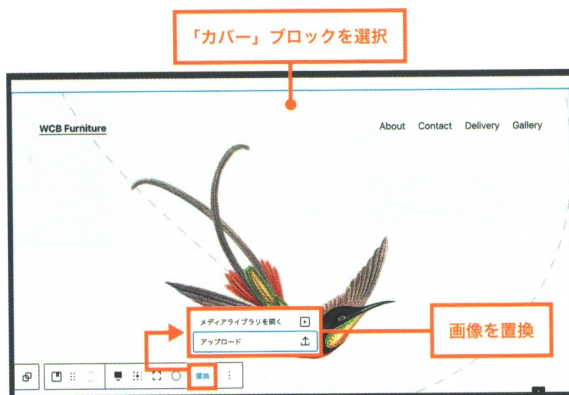 「カバー」ブロックを選択
WCB Furniture
About Contact Delivery Gallery
メディアライブラリを開く
アップロード
画像を置換
置換